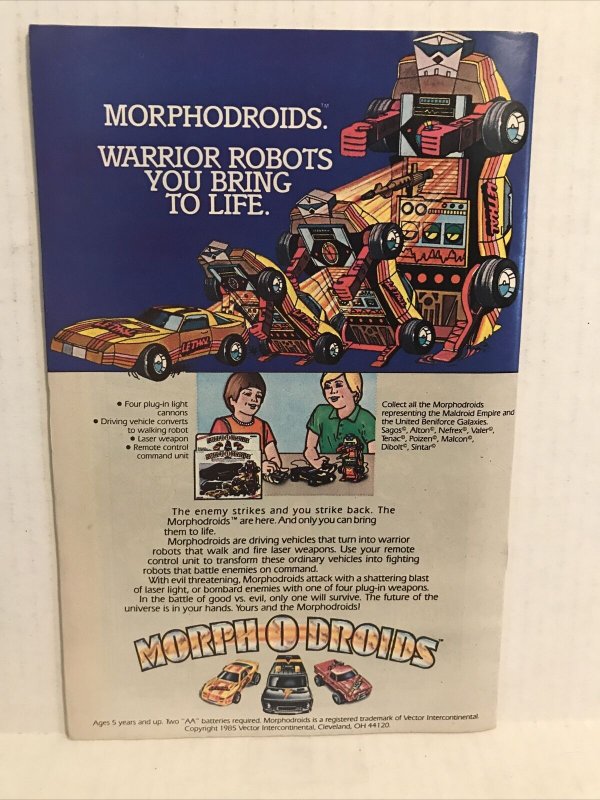 MORPHODROIDS.™
WARRIOR ROBOTS
YOU BRING
TO LIFE.
LETHAL
LETHAL
LETHAL
• Four plug-in light
cannons
• Driving vehicle converts
to walking robot
• Laser weapon
• Remote control
command unit
Collect all the Morphodroids
representing the Maldroid Empire and
the United Beniforce Galaxies.
Sagos®, Alton®, Nefrex®, Valer®,
Tenac®, Poizen®, Malcon®,
Dibolt®, Sintar®
The enemy strikes and you strike back. The
Morphodroids™ are here. And only you can bring
them to life.
Morphodroids are driving vehicles that turn into warrior
robots that walk and fire laser weapons. Use your remote
control unit to transform these ordinary vehicles into fighting
robots that battle enemies on command.
With evil threatening, Morphodroids attack with a shattering blast
of laser light, or bombard enemies with one of four plug-in weapons.
In the battle of good vs. evil, only one will survive. The future of the
universe is in your hands. Yours and the Morphodroids!
MORPH O DROIDS™
Ages 5 years and up. Two "AA" batteries required. Morphodroids is a registered trademark of Vector Intercontinental.
Copyright 1985 Vector Intercontinental, Cleveland, OH 44120.